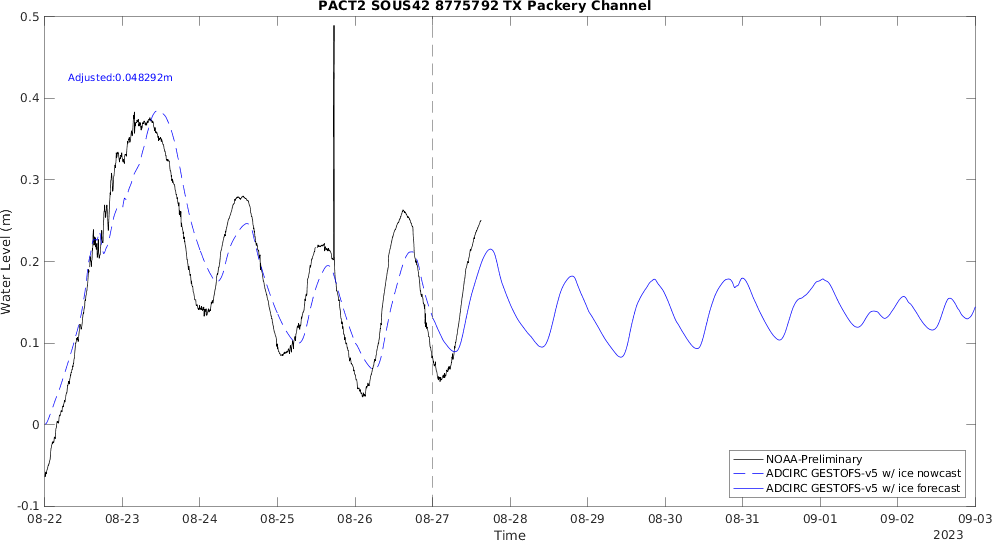 PACT2 SOUS42 8775792 TX Packery Channel
Adjusted:0.048292m
Water Level (m)
0.5
0.4
0.3
0.2
0.1
0
-0.1
NOAA-Preliminary
ADCIRC GESTOFS-v5 w/ ice nowcast
ADCIRC GESTOFS-v5 w/ ice forecast
08-22 08-23 08-24 08-25 08-26 08-27 08-28 08-29 08-30 08-31 09-01 09-02 09-03
Time
2023